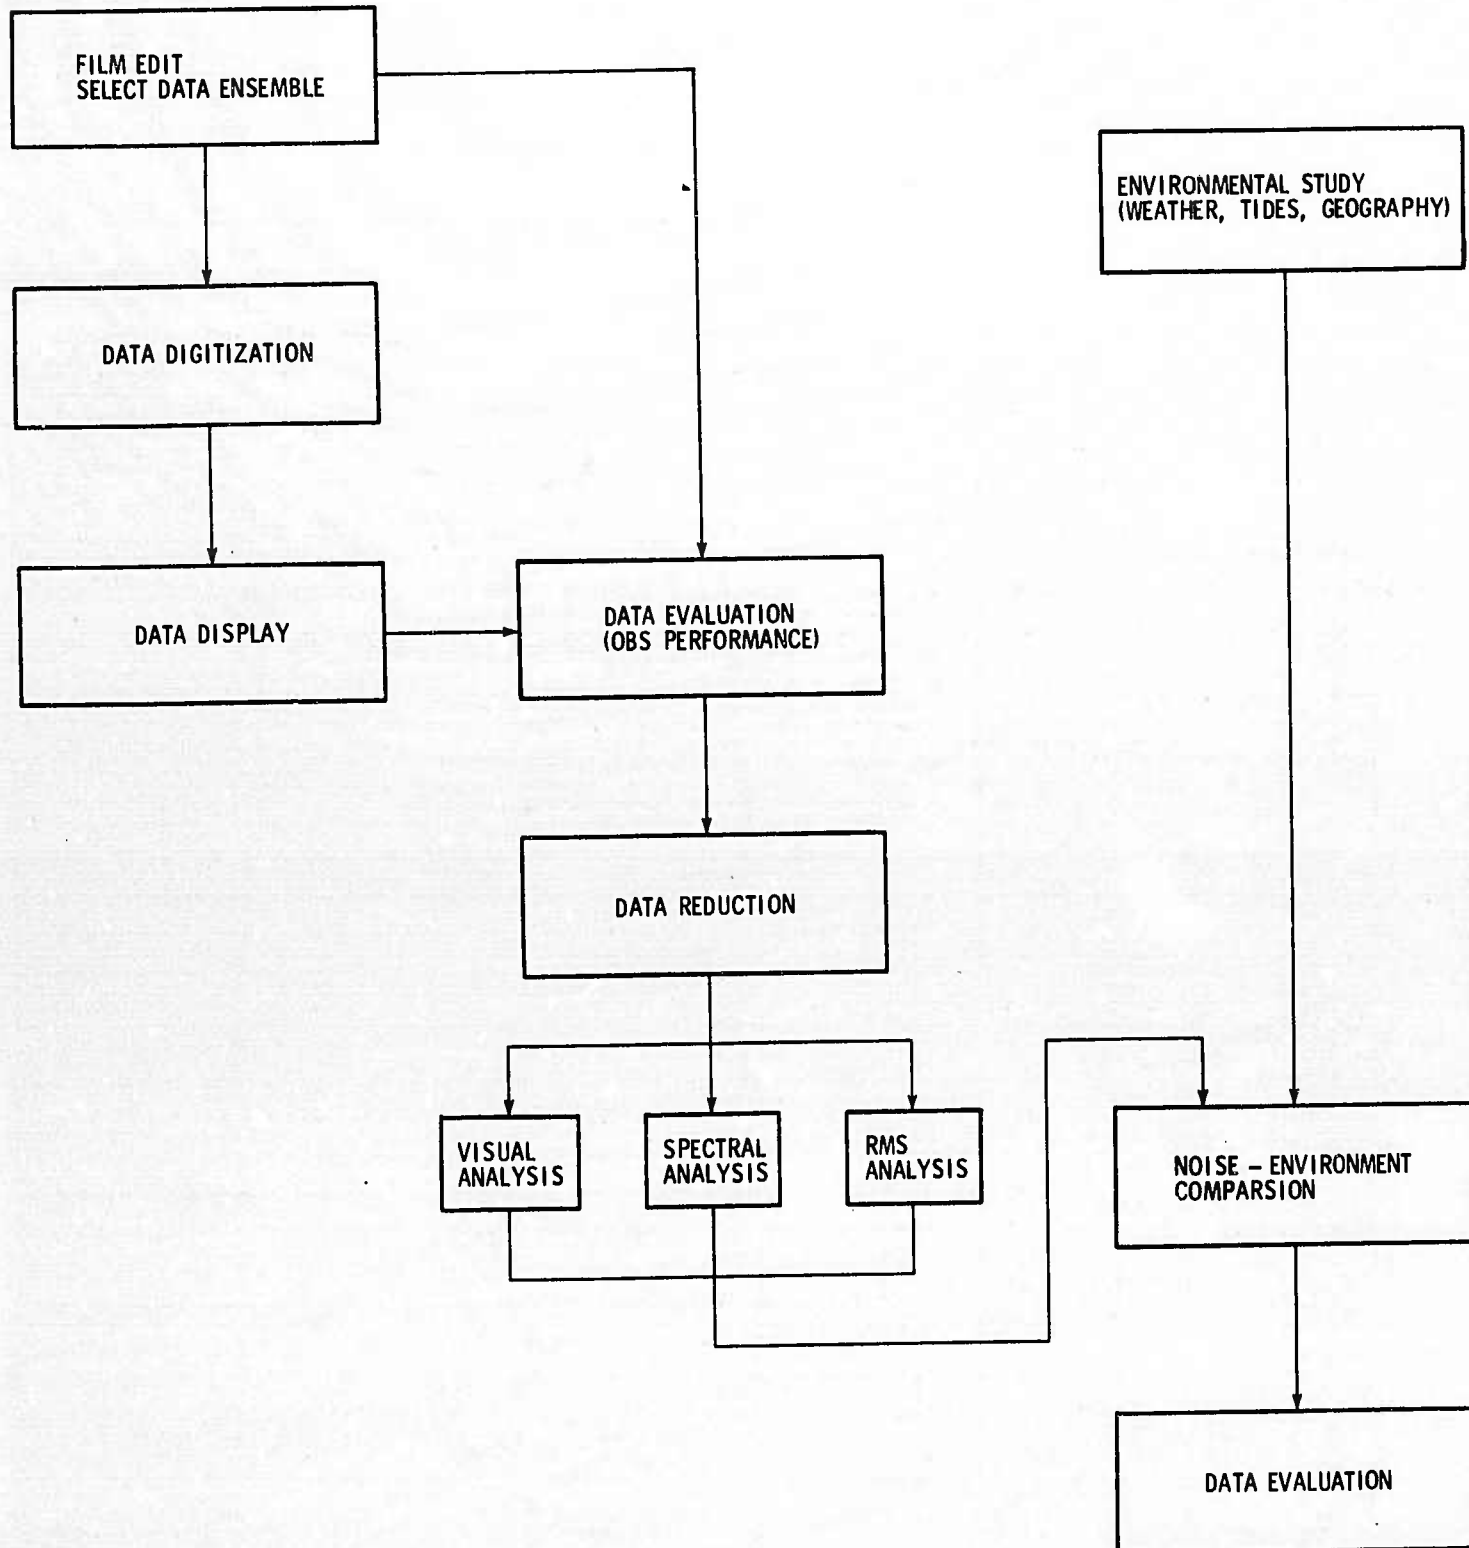 FILM EDIT
SELECT DATA ENSEMBLE
ENVIRONMENTAL STUDY
(WEATHER, TIDES, GEOGRAPHY)
DATA DIGITIZATION
DATA DISPLAY
DATA EVALUATION
(OBS PERFORMANCE)
DATA REDUCTION
VISUAL
ANALYSIS
SPECTRAL
ANALYSIS
RMS
ANALYSIS
NOISE – ENVIRONMENT
COMPARSION
DATA EVALUATION